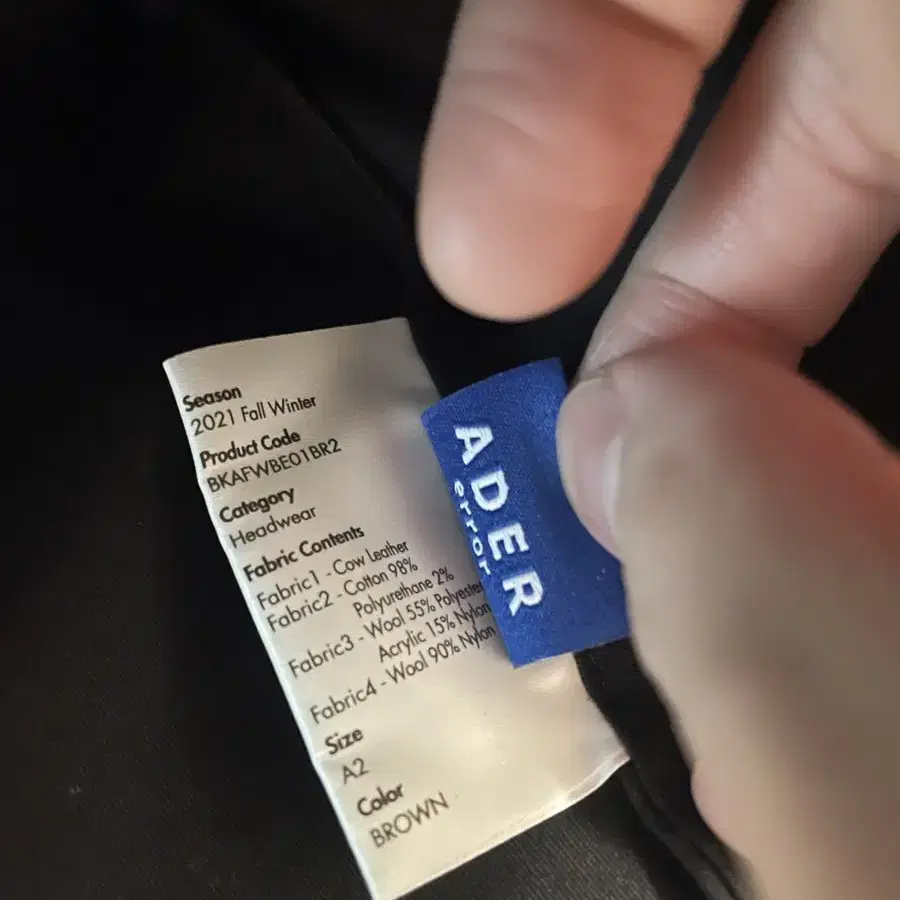 Season
2021 Fall Winter
Product Code
BKAFWBE01BR2
Category
Headwear
Fabric Contents
Fabric1 - Cow Leather
Fabric2 - Cotton 98%
Polyurethane 2%
Fabric3 - Wool 55% Polyester
Acrylic 15% Nylon
Fabric4 - Wool 90% Nylon
Size
A2
Color
BROWN
ADER
error